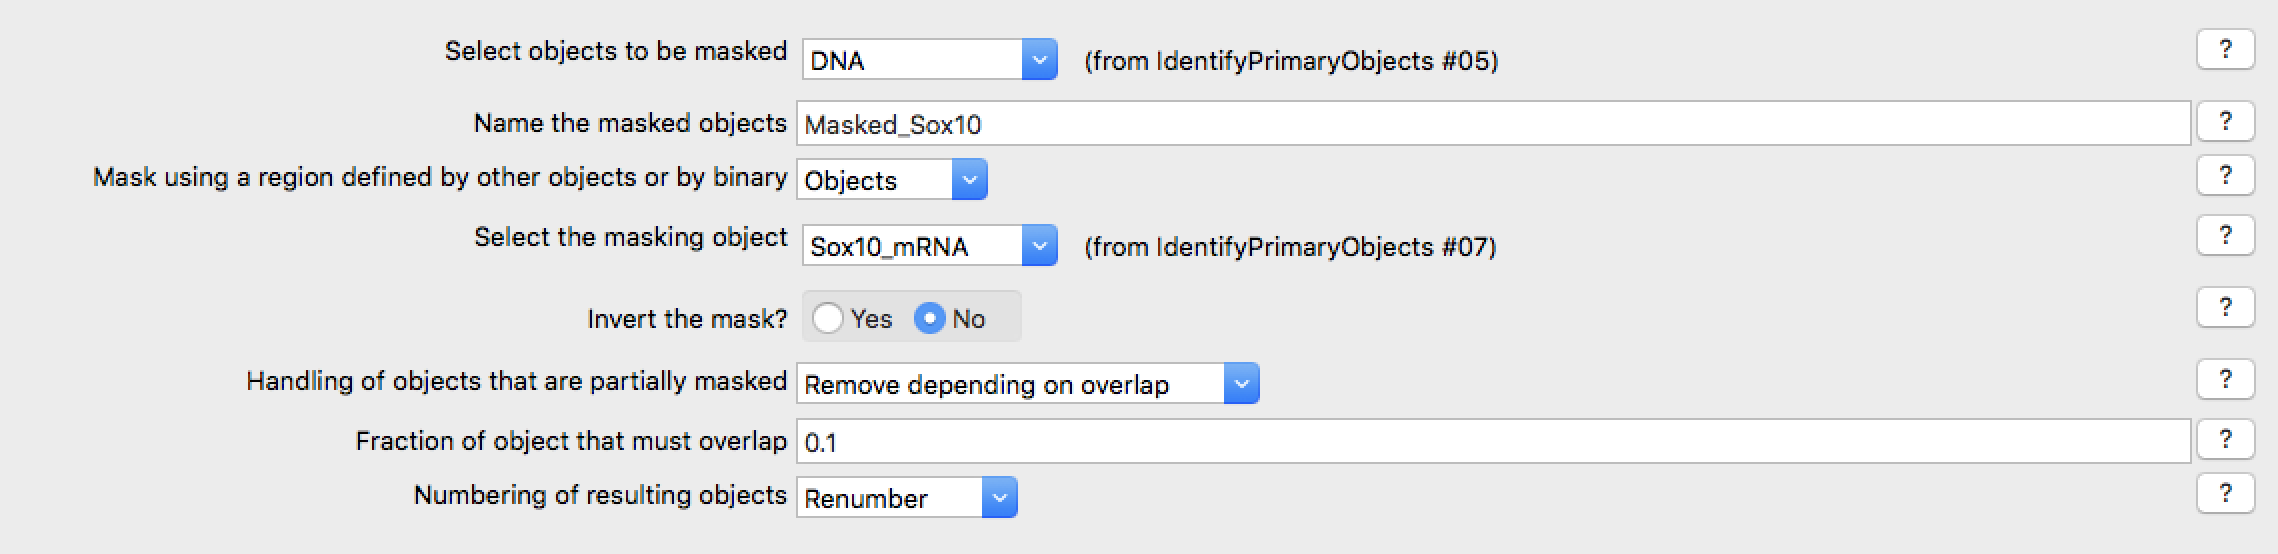 Select objects to be masked DNA (from IdentifyPrimaryObjects #05) ?
Name the masked objects Masked_Sox10 ?
Mask using a region defined by other objects or by binary Objects ?
Select the masking object Sox10_mRNA (from IdentifyPrimaryObjects #07) ?
Invert the mask? Yes No ?
Handling of objects that are partially masked Remove depending on overlap ?
Fraction of object that must overlap 0.1 ?
Numbering of resulting objects Renumber ?